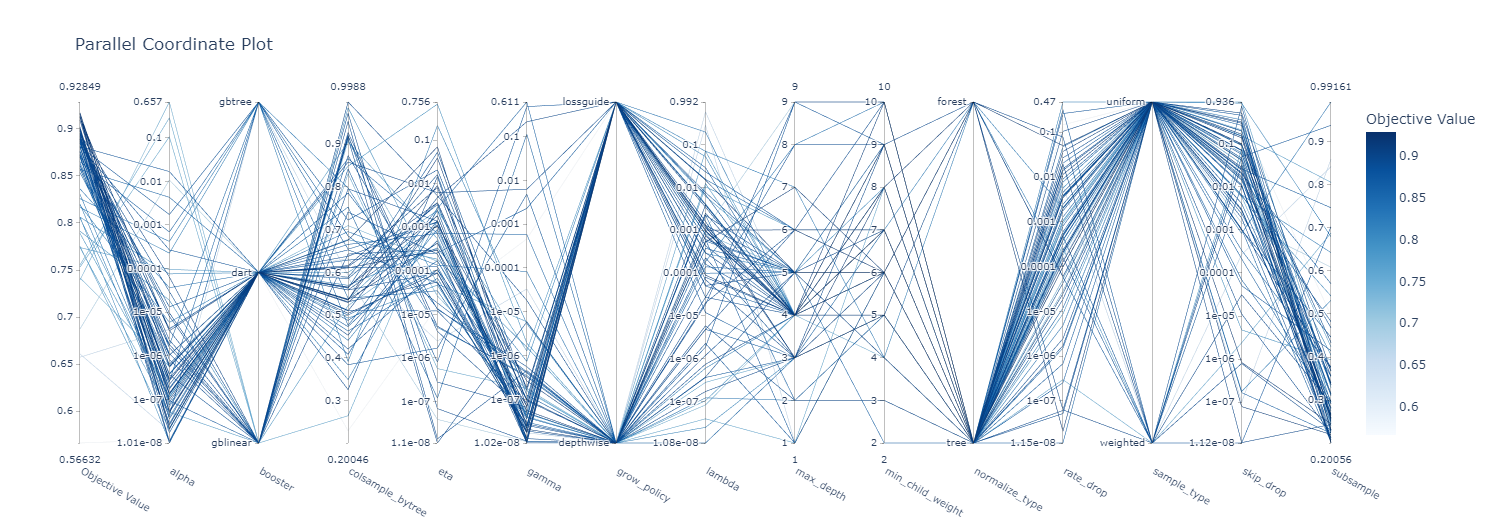 Parallel Coordinate Plot
0.92849
0.9
0.85
0.8
0.75
0.7
0.65
0.6
0.56632
Objective Value
0.657
0.1
0.01
0.001
0.0001
1e-05
1e-06
1e-07
1.01e-08
alpha
gbtree
dart
gblinear
booster
0.9988
0.9
0.8
0.7
0.6
0.5
0.4
0.3
0.20046
colsample_bytree
0.756
0.1
0.01
0.001
0.0001
1e-05
1e-06
1e-07
1.1e-08
eta
0.611
0.1
0.01
0.001
0.0001
1e-05
1e-06
1e-07
1.02e-08
gamma
lossguide
depthwise
grow_policy
0.992
0.1
0.01
0.001
0.0001
1e-05
1e-06
1e-07
1.08e-08
lambda
9
9
8
7
6
5
4
3
2
1
1
max_depth
10
10
9
8
7
6
5
4
3
2
2
min_child_weight
forest
tree
normalize_type
0.47
0.1
0.01
0.001
0.0001
1e-05
1e-06
1e-07
1.15e-08
rate_drop
uniform
weighted
sample_type
0.936
0.1
0.01
0.001
0.0001
1e-05
1e-06
1e-07
1.12e-08
skip_drop
0.99161
0.9
0.8
0.7
0.6
0.5
0.4
0.3
0.20056
subsample
Objective Value
0.9
0.85
0.8
0.75
0.7
0.65
0.6